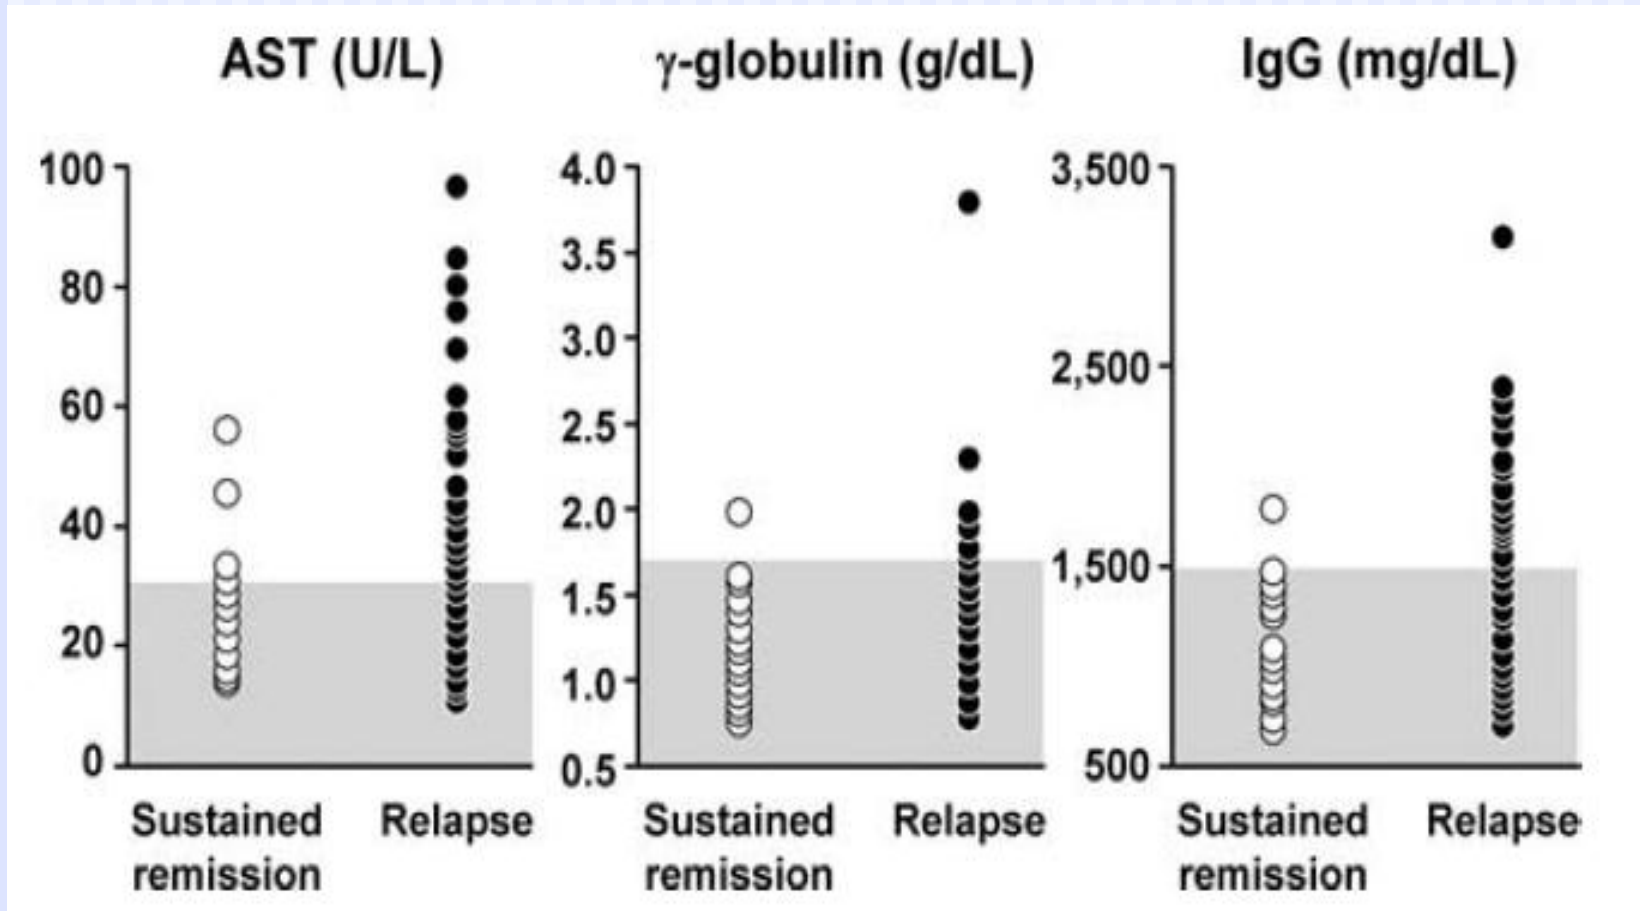 AST (U/L)
γ-globulin (g/dL)
IgG (mg/dL)
100
80
60
40
20
0
4.0
3.5
3.0
2.5
2.0
1.5
1.0
0.5
3,500
2,500
1,500
500
Sustained
remission
Relapse
Sustained
remission
Relapse
Sustained
remission
Relapse